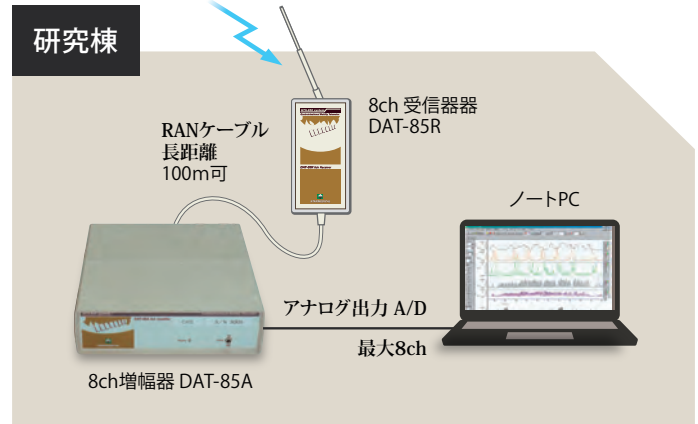 研究棟
8ch 受信器器
DAT-85R
RANケーブル
長距離
100m可
ノートPC
アナログ出力 A/D
最大8ch
8ch増幅器 DAT-85A